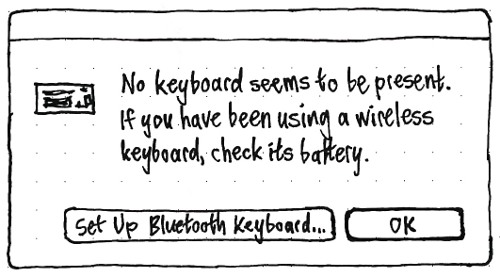 No keyboard seems to be present.
If you have been using a wireless
keyboard, check its battery.
Set Up Bluetooth Keyboard...
OK